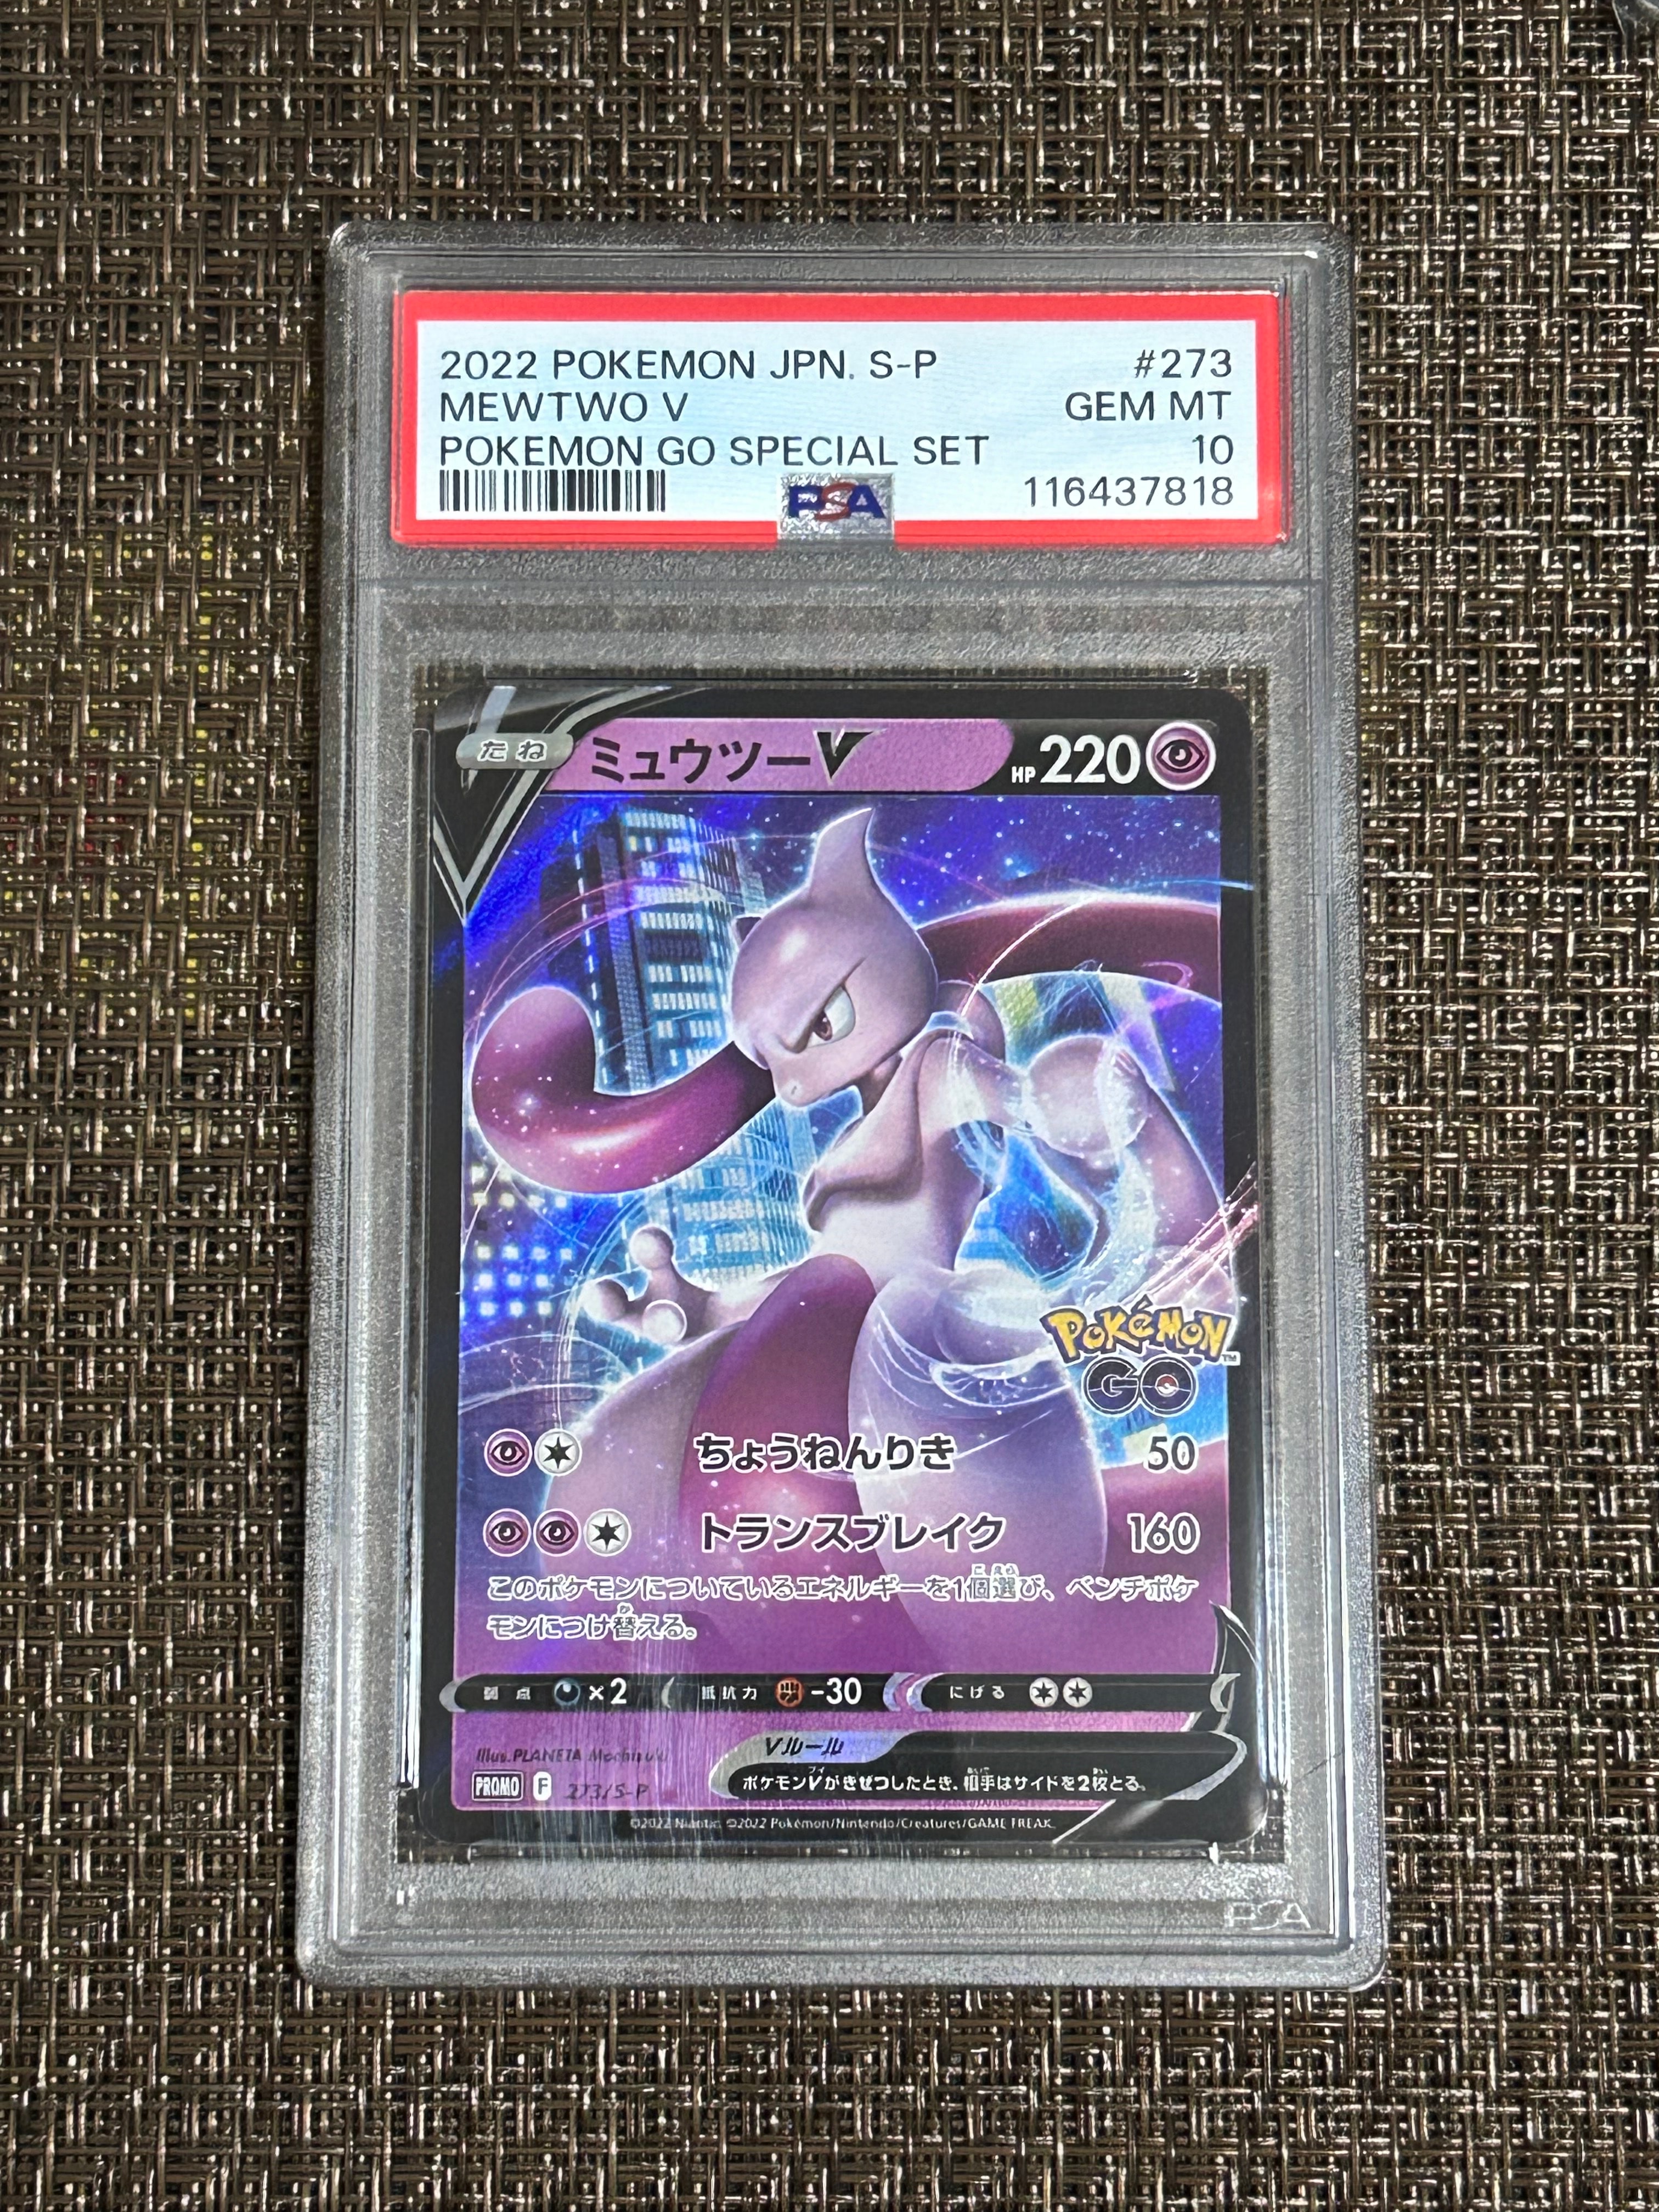 2022 POKEMON JPN. S-P #273
MEWTWO V GEM MT
POKEMON GO SPECIAL SET 10
PSA 116437818
たね ミュウツーV HP 220
Pokémon™
GO
ちょうねんりき 50
トランスブレイク 160
このポケモンについているエネルギーを1個選び、ベンチポケ
モンにつけ替える。
弱点 ×2 抵抗力 -30 にげる
Illus. PLANETA Mochizuki
Vルール
ポケモンVがきぜつしたとき、相手はサイドを2枚とる。
PROMO F 273/S-P
©2022 Niantic. ©2022 Pokémon/Nintendo/Creatures/GAME FREAK.
PSA